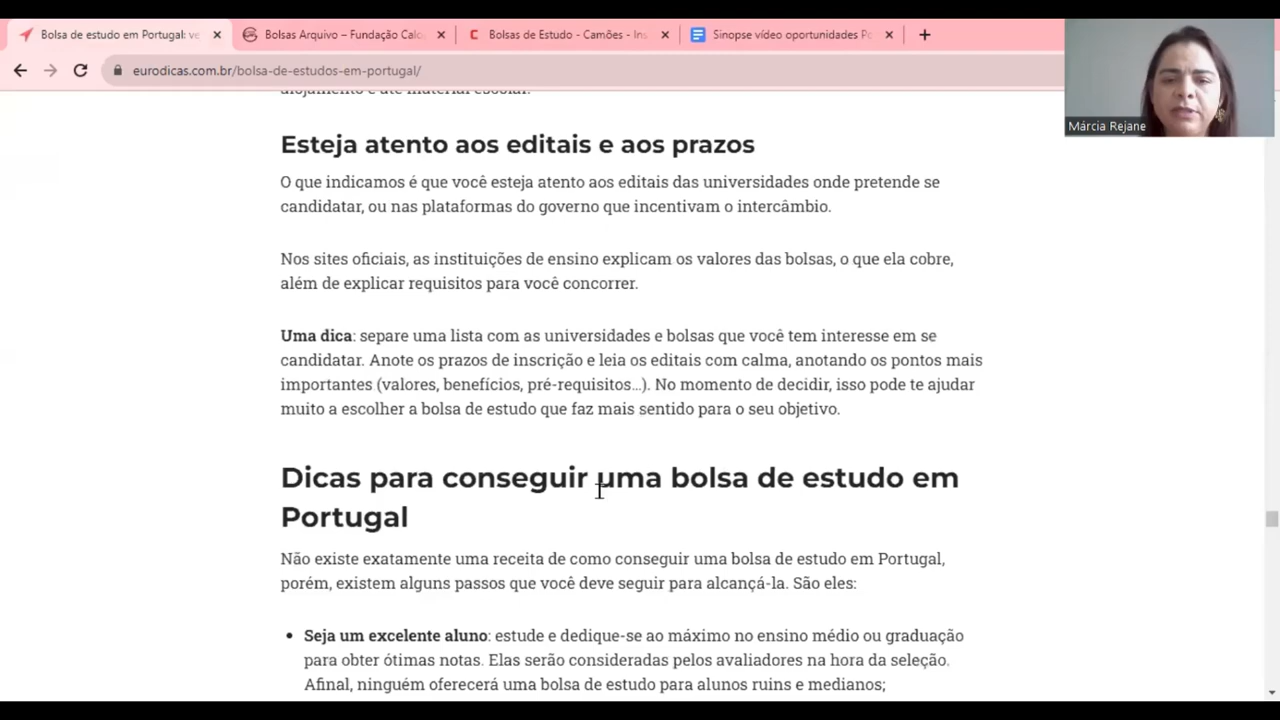 Bolsa de estudo em Portugal: ve
Bolsas Arquivo – Fundação Calo
Bolsas de Estudo - Camões - Ins
Sinopse vídeo oportunidades Po
eurodicas.com.br/bolsa-de-estudos-em-portugal/
Márcia Rejane
alojamento e até material escolar.
Esteja atento aos editais e aos prazos
O que indicamos é que você esteja atento aos editais das universidades onde pretende se
candidatar, ou nas plataformas do governo que incentivam o intercâmbio.
Nos sites oficiais, as instituições de ensino explicam os valores das bolsas, o que ela cobre,
além de explicar requisitos para você concorrer.
Uma dica: separe uma lista com as universidades e bolsas que você tem interesse em se
candidatar. Anote os prazos de inscrição e leia os editais com calma, anotando os pontos mais
importantes (valores, benefícios, pré-requisitos…). No momento de decidir, isso pode te ajudar
muito a escolher a bolsa de estudo que faz mais sentido para o seu objetivo.
Dicas para conseguir uma bolsa de estudo em
Portugal
Não existe exatamente uma receita de como conseguir uma bolsa de estudo em Portugal,
porém, existem alguns passos que você deve seguir para alcançá-la. São eles:
• Seja um excelente aluno: estude e dedique-se ao máximo no ensino médio ou graduação
para obter ótimas notas. Elas serão consideradas pelos avaliadores na hora da seleção.
Afinal, ninguém oferecerá uma bolsa de estudo para alunos ruins e medianos;